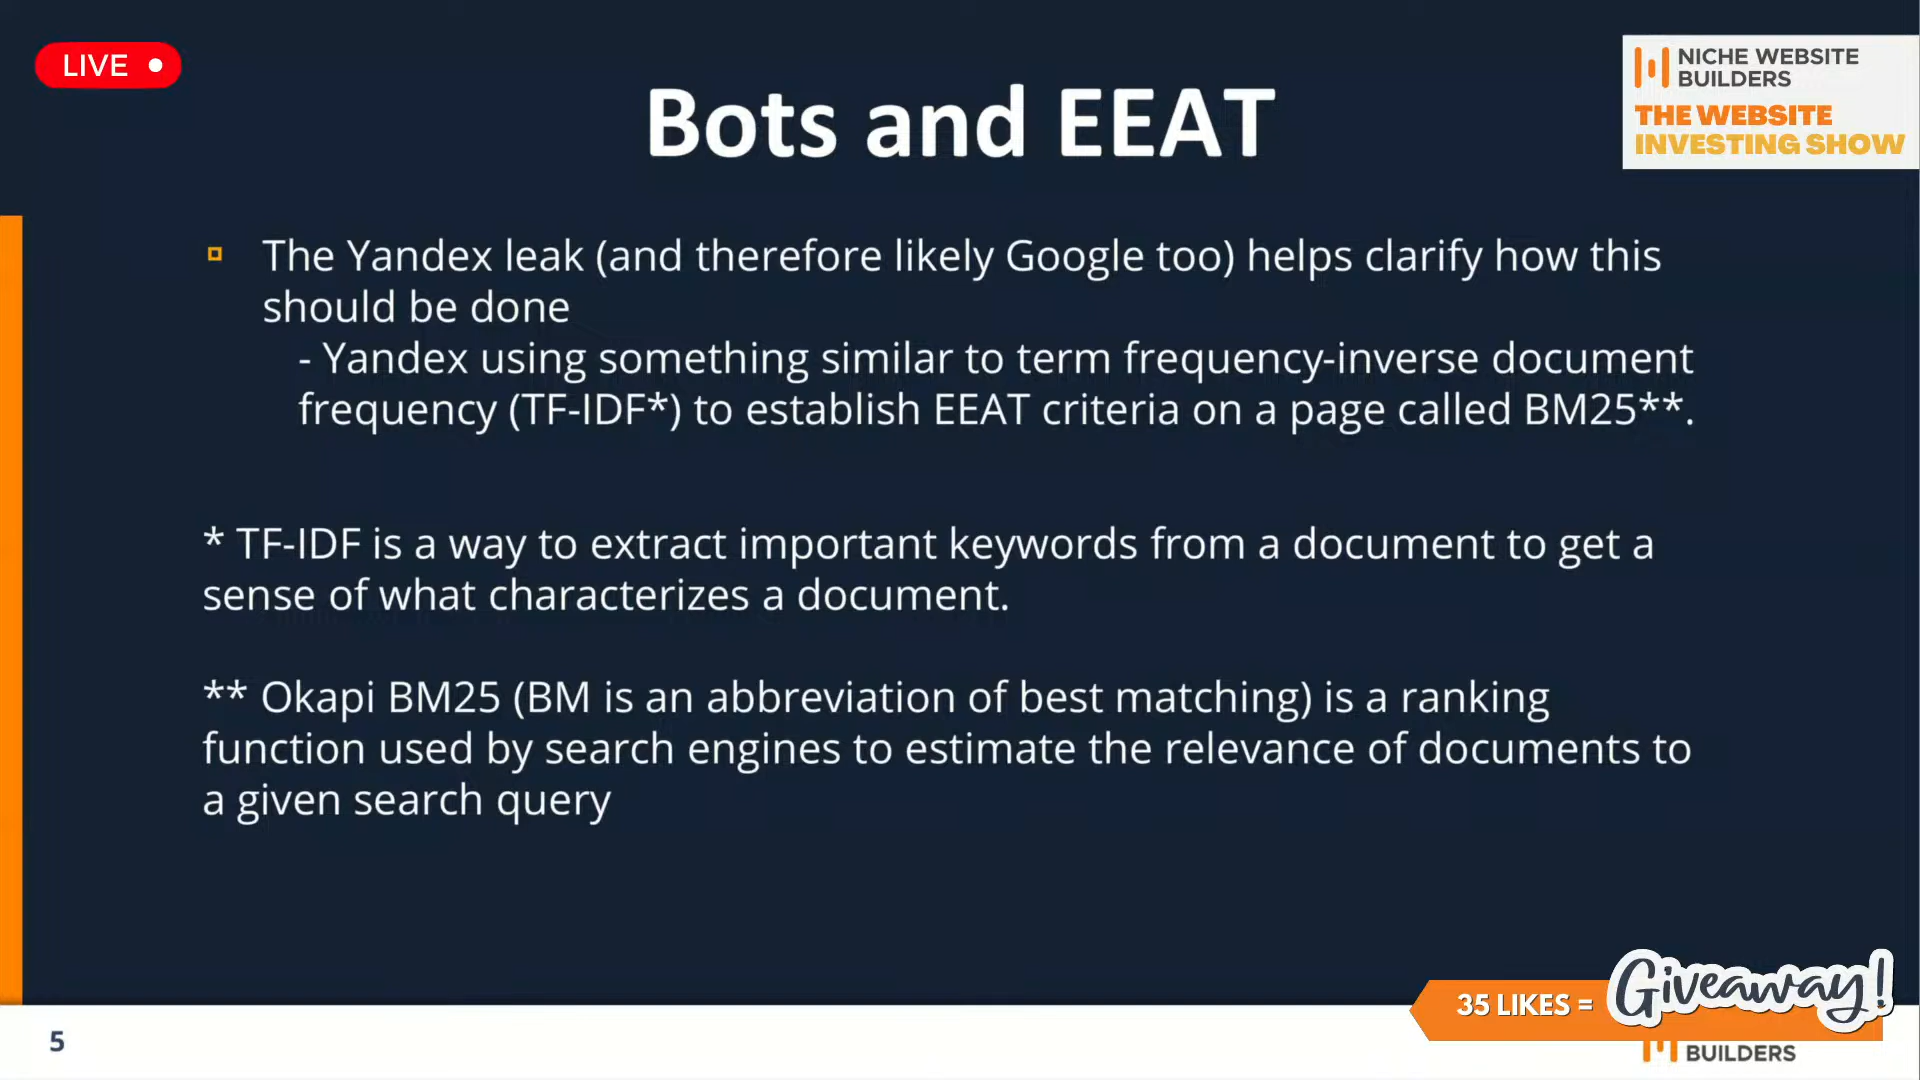 LIVE
NICHE WEBSITE
BUILDERS
THE WEBSITE
INVESTING SHOW
Bots and EEAT
The Yandex leak (and therefore likely Google too) helps clarify how this
should be done
- Yandex using something similar to term frequency-inverse document
frequency (TF-IDF*) to establish EEAT criteria on a page called BM25**.
* TF-IDF is a way to extract important keywords from a document to get a
sense of what characterizes a document.
** Okapi BM25 (BM is an abbreviation of best matching) is a ranking
function used by search engines to estimate the relevance of documents to
a given search query
35 LIKES =
Giveaway!
5
BUILDERS